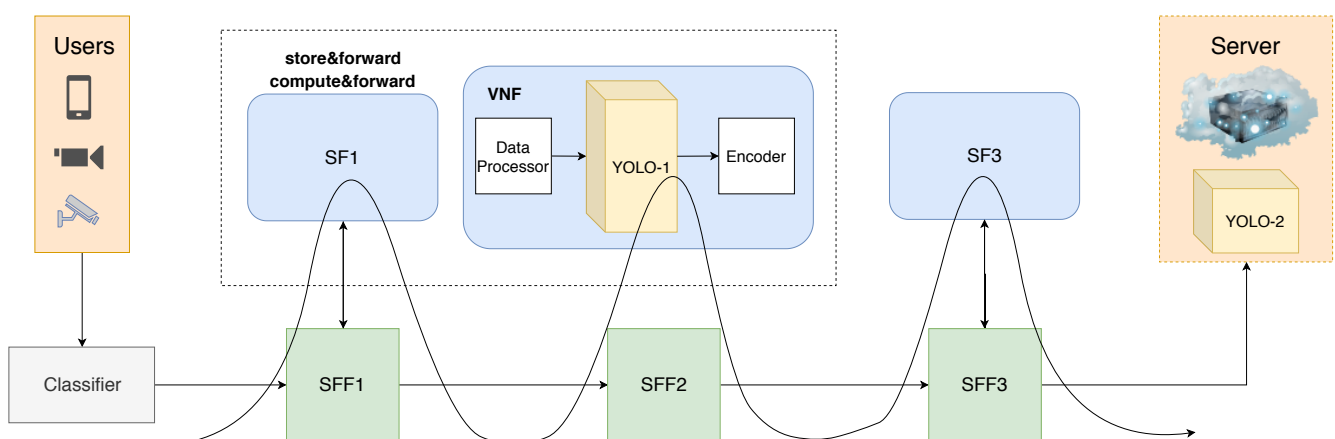 Users
store&forward
compute&forward
SF1
VNF
Data
Processor
YOLO-1
Encoder
SF3
Server
YOLO-2
Classifier
SFF1
SFF2
SFF3